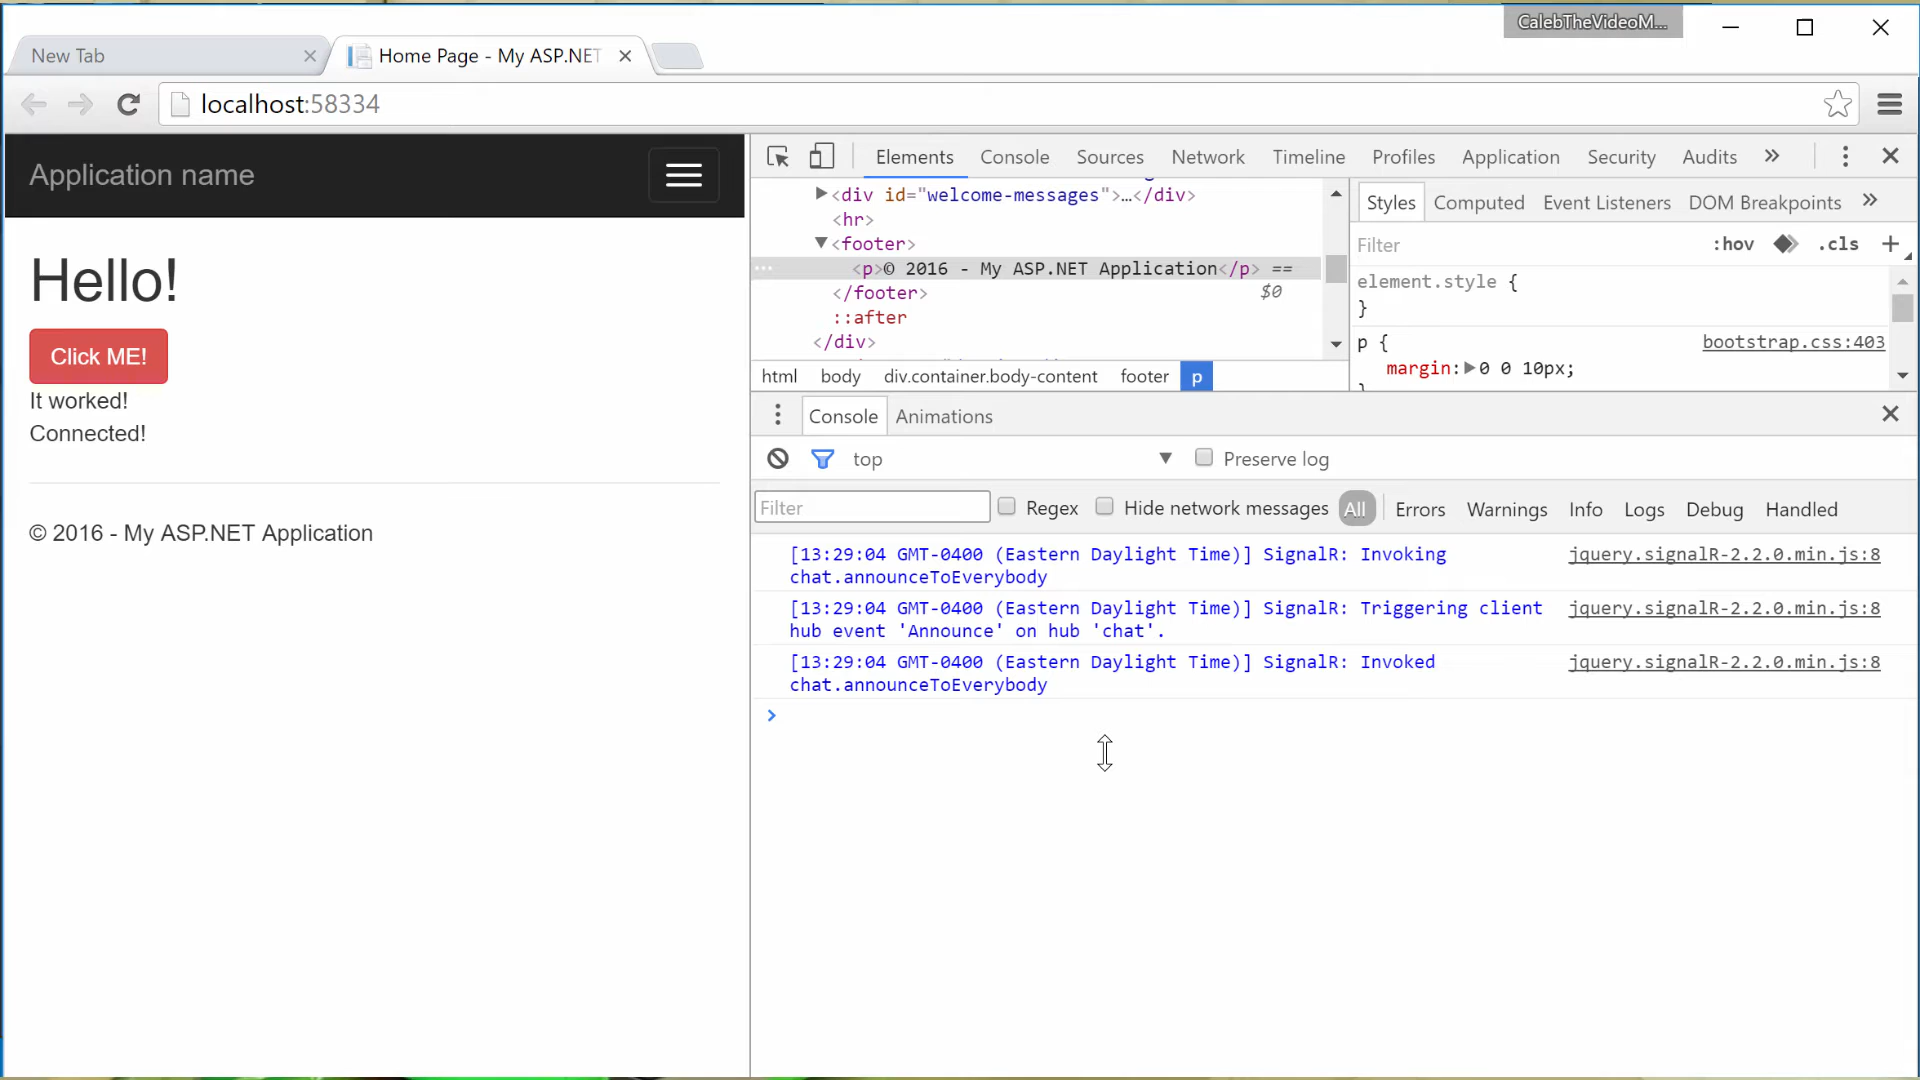 CalebTheVideoM...
New Tab
Home Page - My ASP.NET
localhost:58334
Application name
Hello!
Click ME!
It worked!
Connected!
© 2016 - My ASP.NET Application
Elements Console Sources Network Timeline Profiles Application Security Audits
<div id="welcome-messages">…</div>
<hr>
<footer>
<p>© 2016 - My ASP.NET Application</p> ==
$0
</footer>
::after
</div>
html body div.container.body-content footer p
Styles Computed Event Listeners DOM Breakpoints
Filter :hov .cls
element.style {
}
p { bootstrap.css:403
margin: 0 0 10px;
}
Console Animations
top Preserve log
Filter Regex Hide network messages All Errors Warnings Info Logs Debug Handled
[13:29:04 GMT-0400 (Eastern Daylight Time)] SignalR: Invoking jquery.signalR-2.2.0.min.js:8
chat.announceToEverybody
[13:29:04 GMT-0400 (Eastern Daylight Time)] SignalR: Triggering client jquery.signalR-2.2.0.min.js:8
hub event 'Announce' on hub 'chat'.
[13:29:04 GMT-0400 (Eastern Daylight Time)] SignalR: Invoked jquery.signalR-2.2.0.min.js:8
chat.announceToEverybody